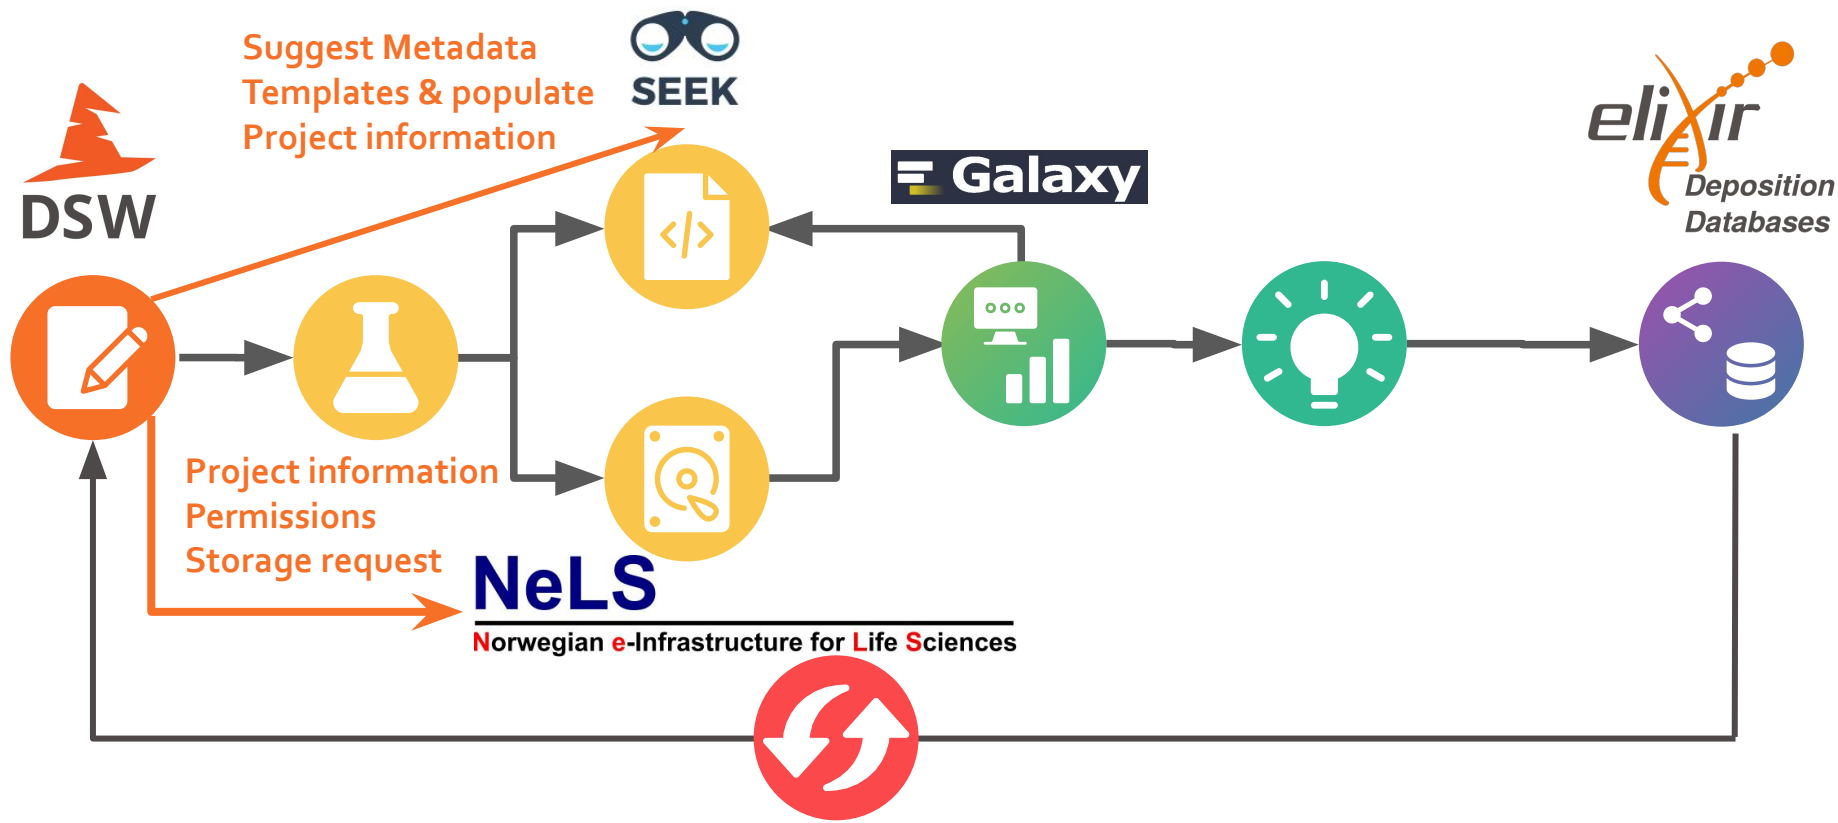 Suggest Metadata
Templates & populate
Project information
SEEK
DSW
Galaxy
elixir
Deposition
Databases
</>
Project information
Permissions
Storage request
NeLS
Norwegian e-Infrastructure for Life Sciences